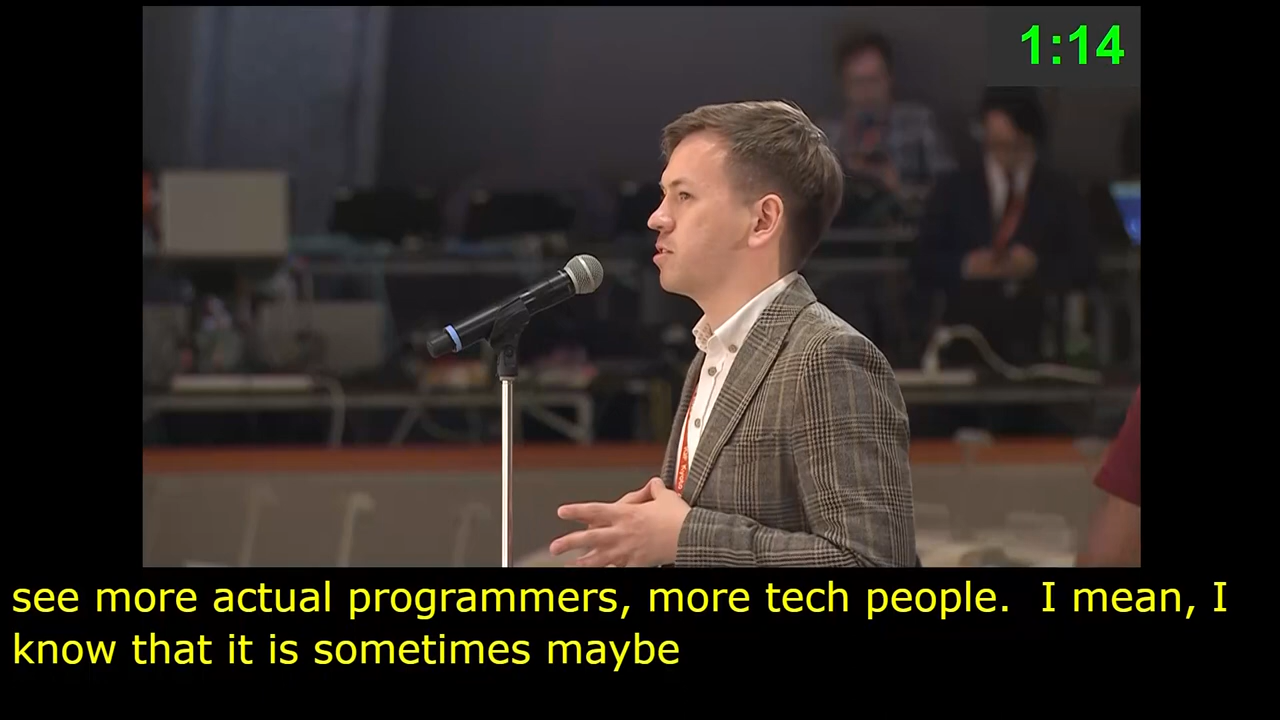 1:14
see more actual programmers, more tech people.  I mean, I
know that it is sometimes maybe